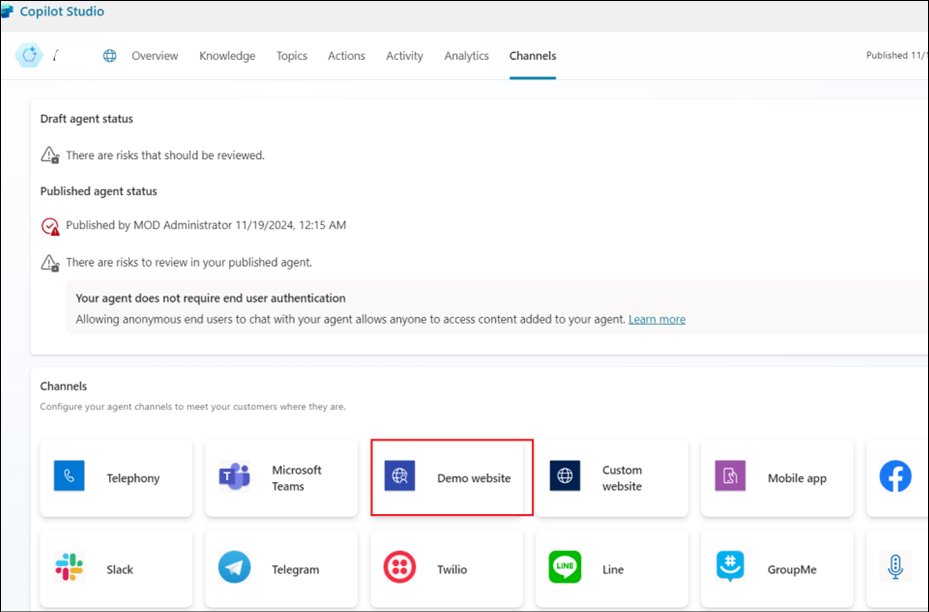 Copilot Studio
Overview Knowledge Topics Actions Activity Analytics Channels Published 11/1
Draft agent status
There are risks that should be reviewed.
Published agent status
Published by MOD Administrator 11/19/2024, 12:15 AM
There are risks to review in your published agent.
Your agent does not require end user authentication
Allowing anonymous end users to chat with your agent allows anyone to access content added to your agent. Learn more
Channels
Configure your agent channels to meet your customers where they are.
Telephony
Microsoft
Teams
Demo website
Custom
website
Mobile app
Slack
Telegram
Twilio
LINE
Line
GroupMe